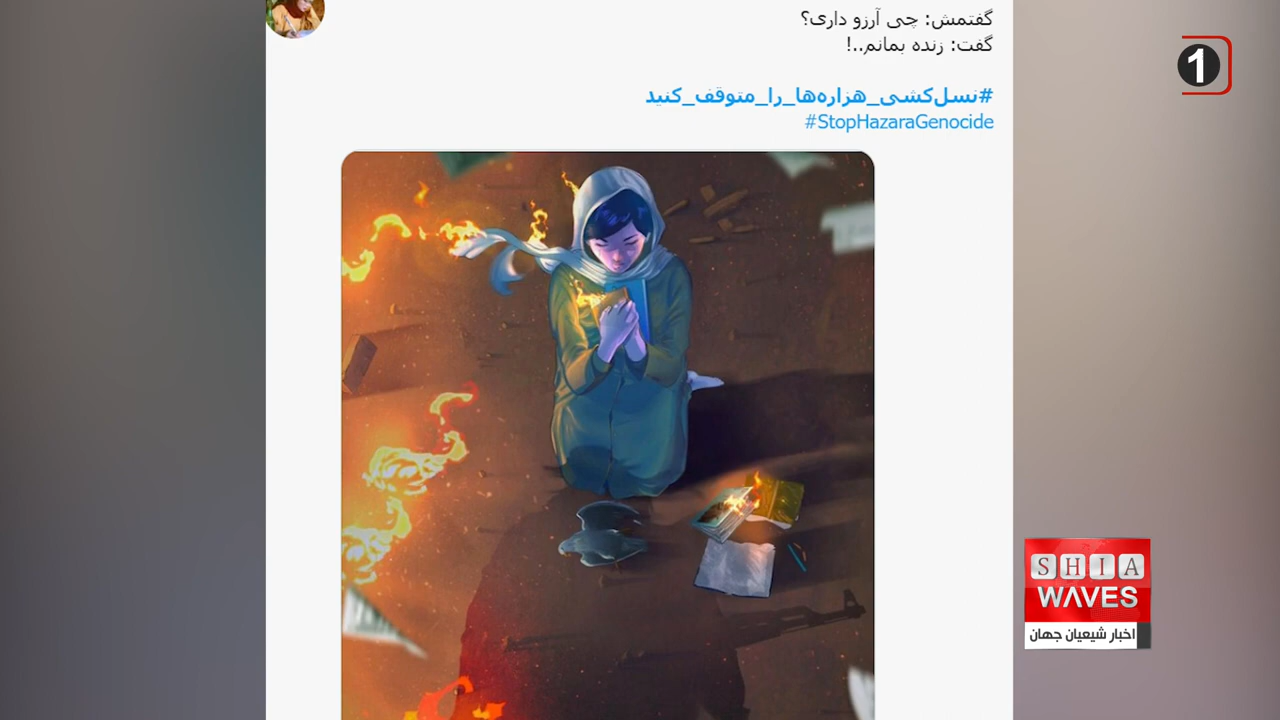 گفتمش: چی آرزو داری؟
گفت: زنده بمانم..!
#نسل‌کشی_هزاره‌ها_را_متوقف_کنید
#StopHazaraGenocide
1
SHIA
WAVES
اخبار شیعیان جهان